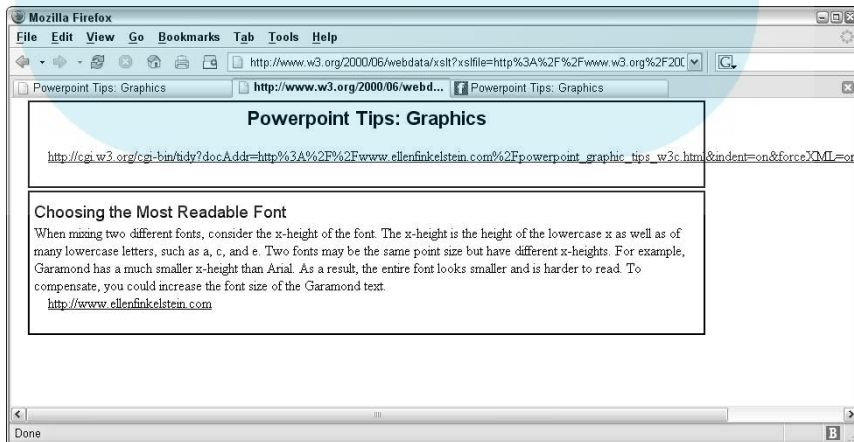 Mozilla Firefox
File Edit View Go Bookmarks Tab Tools Help
http://www.w3.org/2000/06/webdata/xslt?xslfile=http%3A%2F%2Fwww.w3.org%2F200 G
Powerpoint Tips: Graphics http://www.w3.org/2000/06/webd... f Powerpoint Tips: Graphics
Powerpoint Tips: Graphics
http://cgi.w3.org/cgi-bin/tidy?docAddr=http%3A%2F%2Fwww.ellenfinkelstein.com%2Fpowerpoint_graphic_tips_w3c.html&indent=on&forceXML=on
Choosing the Most Readable Font
When mixing two different fonts, consider the x-height of the font. The x-height is the height of the lowercase x as well as of
many lowercase letters, such as a, c, and e. Two fonts may be the same point size but have different x-heights. For example,
Garamond has a much smaller x-height than Arial. As a result, the entire font looks smaller and is harder to read. To
compensate, you could increase the font size of the Garamond text.
http://www.ellenfinkelstein.com
Done B